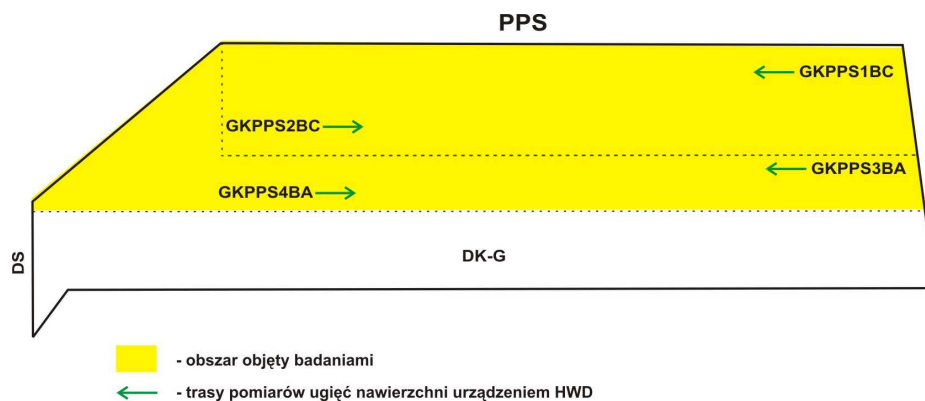 PPS
GKPPS1BC
GKPPS2BC
GKPPS3BA
GKPPS4BA
DS
DK-G
- obszar objęty badaniami
- trasy pomiarów ugięć nawierzchni urządzeniem HWD